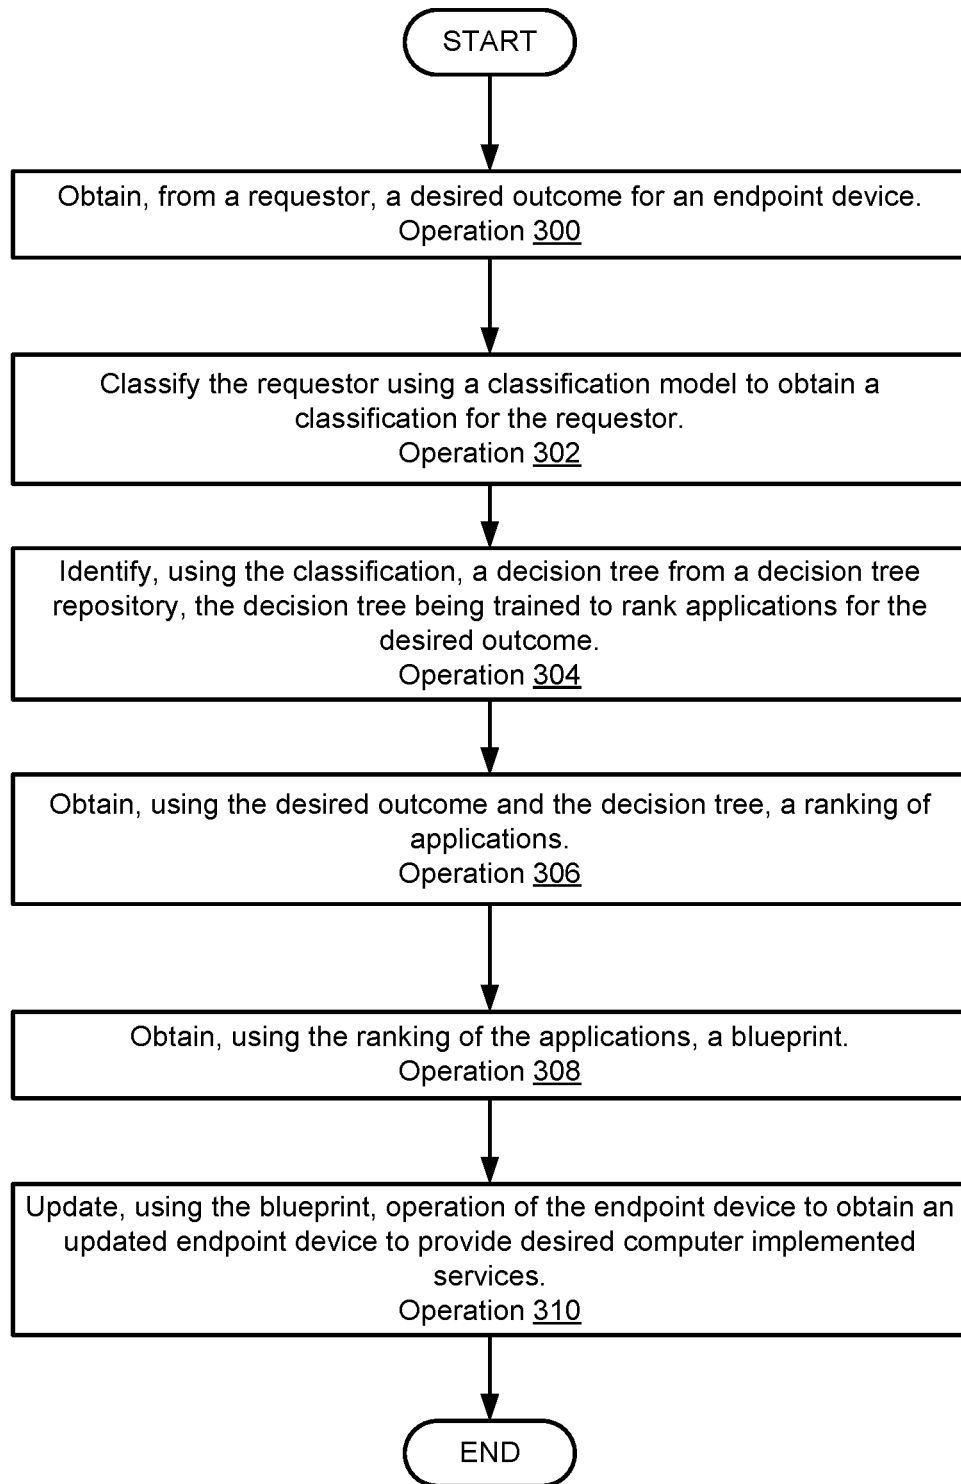 START
Obtain, from a requestor, a desired outcome for an endpoint device.
Operation 300
Classify the requestor using a classification model to obtain a
classification for the requestor.
Operation 302
Identify, using the classification, a decision tree from a decision tree
repository, the decision tree being trained to rank applications for the
desired outcome.
Operation 304
Obtain, using the desired outcome and the decision tree, a ranking of
applications.
Operation 306
Obtain, using the ranking of the applications, a blueprint.
Operation 308
Update, using the blueprint, operation of the endpoint device to obtain an
updated endpoint device to provide desired computer implemented
services.
Operation 310
END